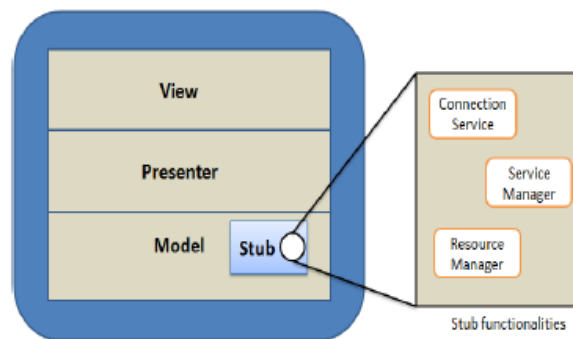 View
Presenter
Model
Stub
Connection
Service
Service
Manager
Resource
Manager
Stub functionalities